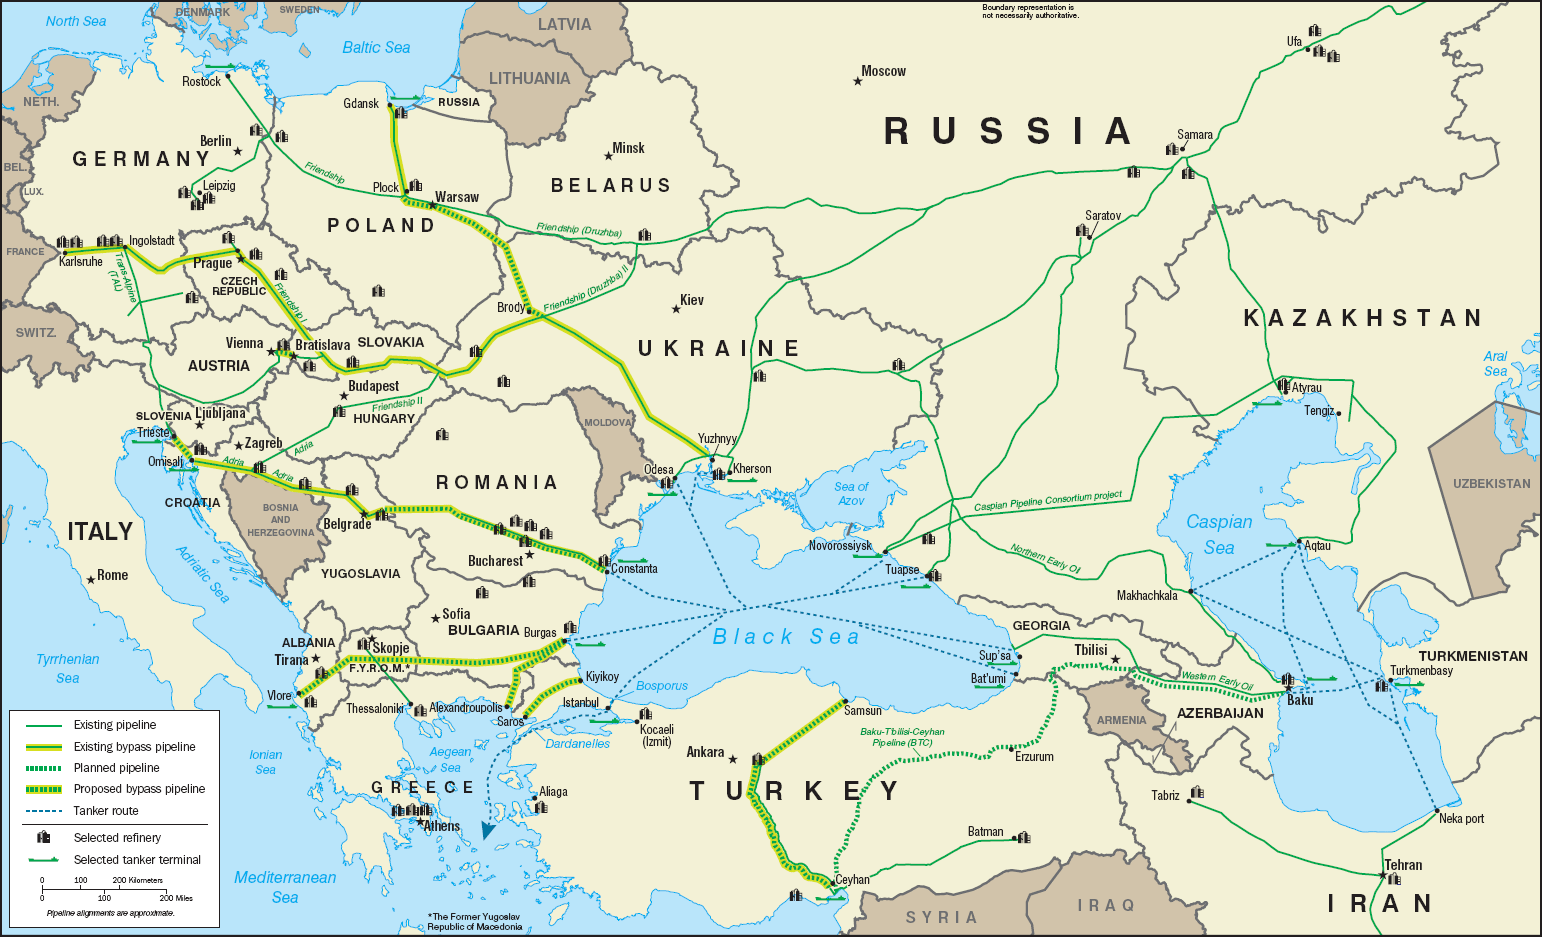 Boundary representation is
not necessarily authoritative.
North Sea
DENMARK
SWEDEN
Baltic Sea
LATVIA
LITHUANIA
RUSSIA
NETH.
BEL.
LUX.
FRANCE
SWITZ.
Rostock
Gdansk
Berlin
GERMANY
Leipzig
Friendship
Plock
Warsaw
POLAND
Minsk
BELARUS
Moscow
RUSSIA
Ufa
Samara
Saratov
Friendship (Druzhba)
Friendship (Druzhba) II
Karlsruhe
Ingolstadt
Trans-Alpine
(TAL)
Prague
CZECH
REPUBLIC
Friendship I
Brody
Kiev
UKRAINE
KAZAKHSTAN
Aral
Sea
Vienna
Bratislava
SLOVAKIA
AUSTRIA
Budapest
Friendship II
HUNGARY
Atyrau
Tengiz
SLOVENIA
Ljubljana
Trieste
Zagreb
Omisalj
Adria
Adria
Adria
MOLDOVA
Yuzhnyy
Odesa
Kherson
Sea of
Azov
Caspian Pipeline Consortium project
UZBEKISTAN
CROATIA
BOSNIA
AND
HERZEGOVINA
ROMANIA
Belgrade
Bucharest
Constanta
ITALY
Rome
Adriatic Sea
YUGOSLAVIA
Novorossiysk
Tuapse
Northern Early Oil
Makhachkala
Caspian
Sea
Aqtau
Sofia
BULGARIA
Burgas
ALBANIA
Tirana
Skopje
F.Y.R.O.M.*
Vlore
Black Sea
GEORGIA
Sup'sa
Tbilisi
Bat'umi
Western Early Oil
Baku
TURKMENISTAN
Turkmenbasy
Tyrrhenian
Sea
Kiyikoy
Bosporus
Istanbul
Thessaloniki
Alexandroupolis
Saros
Kocaeli
(Izmit)
Dardanelles
Samsun
ARMENIA
AZERBAIJAN
Ionian
Sea
Aegean
Sea
GREECE
Athens
Aliaga
Ankara
TURKEY
Baku-T'bilisi-Ceyhan
Pipeline (BTC)
Erzurum
Batman
Tabriz
Neka port
Tehran
IRAN
Ceyhan
SYRIA
IRAQ
Mediterranean
Sea
Existing pipeline
Existing bypass pipeline
Planned pipeline
Proposed bypass pipeline
Tanker route
Selected refinery
Selected tanker terminal
0 100 200 Kilometers
0 100 200 Miles
Pipeline alignments are approximate.
*The Former Yugoslav
Republic of Macedonia